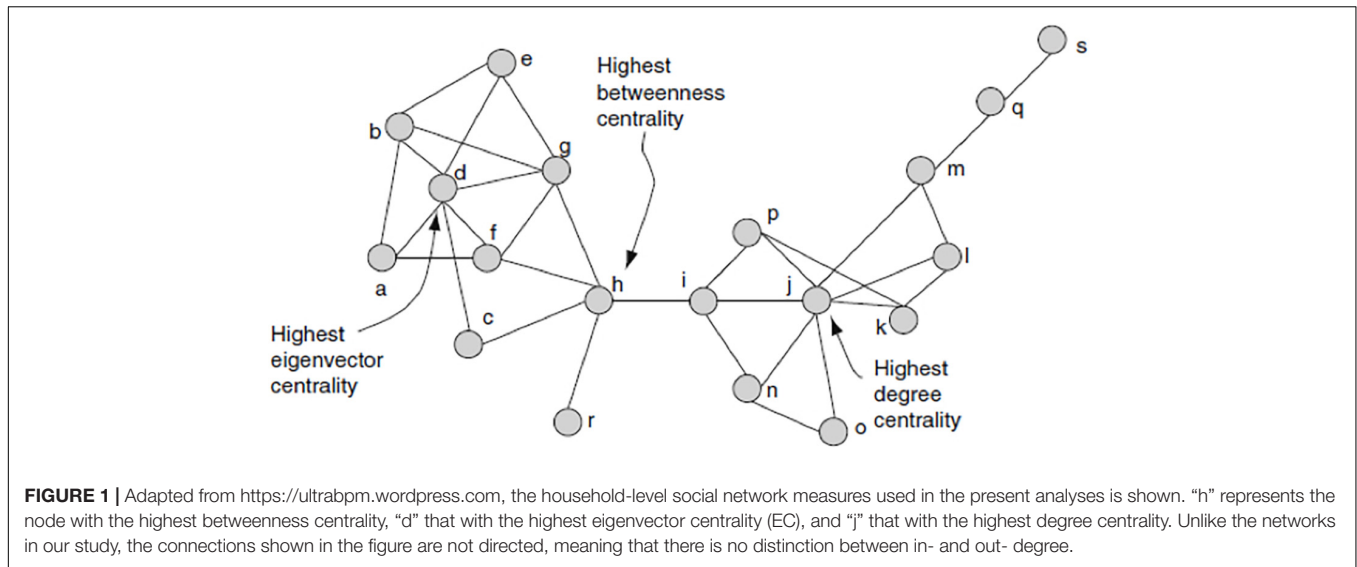 s
e
Highest
betweenness
centrality
q
b
g
m
d
p
f
l
h
i
j
a
k
c
Highest
eigenvector
centrality
Highest
degree
centrality
n
r
o
FIGURE 1 | Adapted from https://ultrabpm.wordpress.com, the household-level social network measures used in the present analyses is shown. “h” represents the
node with the highest betweenness centrality, “d” that with the highest eigenvector centrality (EC), and “j” that with the highest degree centrality. Unlike the networks
in our study, the connections shown in the figure are not directed, meaning that there is no distinction between in- and out- degree.